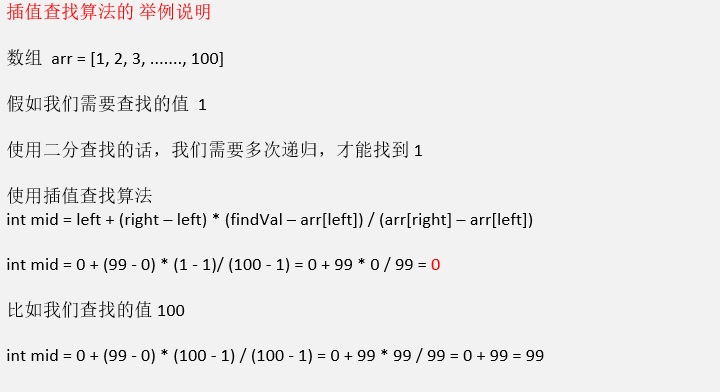 插值查找算法的 举例说明
数组 arr = [1, 2, 3, ......., 100]
假如我们需要查找的值 1
使用二分查找的话，我们需要多次递归，才能找到 1
使用插值查找算法
int mid = left + (right – left) * (findVal – arr[left]) / (arr[right] – arr[left])
int mid = 0 + (99 - 0) * (1 - 1)/ (100 - 1) = 0 + 99 * 0 / 99 = 0
比如我们查找的值 100
int mid = 0 + (99 - 0) * (100 - 1) / (100 - 1) = 0 + 99 * 99 / 99 = 0 + 99 = 99